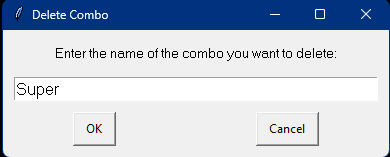 Delete Combo
Enter the name of the combo you want to delete:
Super
OK Cancel